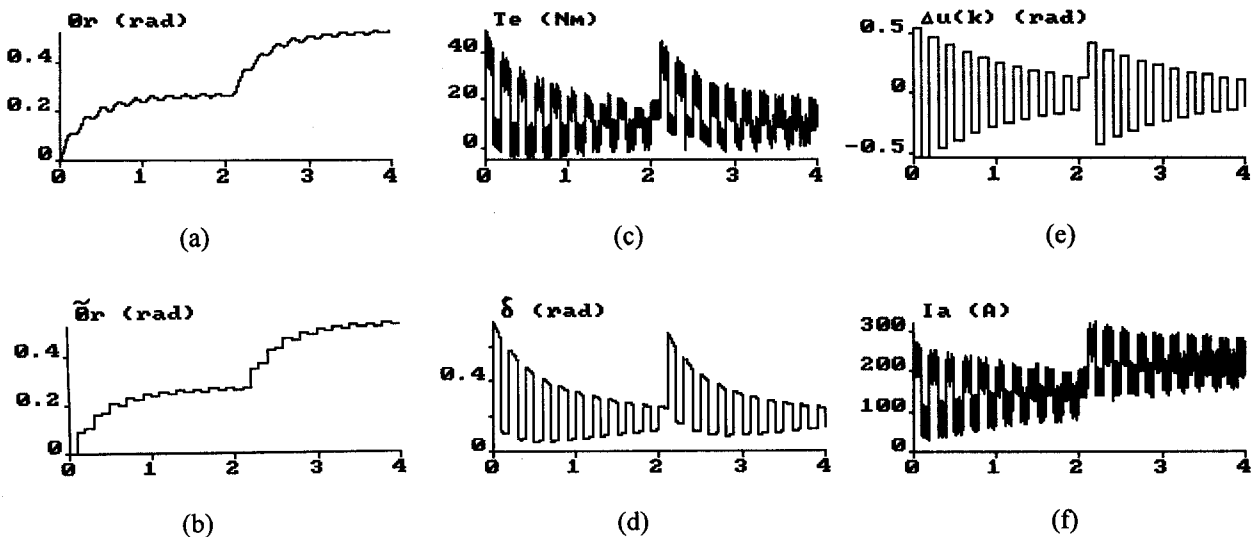 θr (rad)
0.4
0.2
0
0 1 2 3 4
(a)
Te (Nm)
40
20
0
0 1 2 3 4
(c)
Δu(k) (rad)
0.5
0
-0.5
0 1 2 3 4
(e)
θ̃r (rad)
0.4
0.2
0
0 1 2 3 4
(b)
δ (rad)
0.4
0
0 1 2 3 4
(d)
Ia (A)
300
200
100
0
0 1 2 3 4
(f)